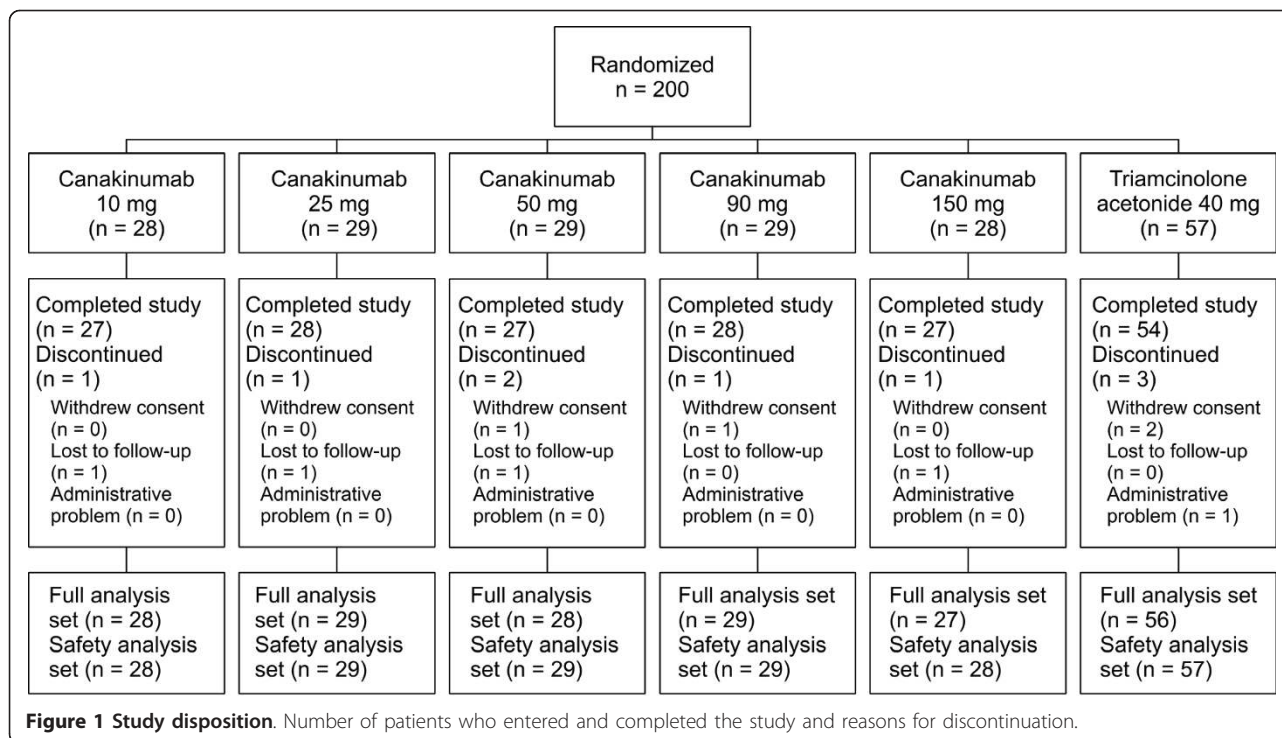 Randomized
n = 200
Canakinumab
10 mg
(n = 28)
Canakinumab
25 mg
(n = 29)
Canakinumab
50 mg
(n = 29)
Canakinumab
90 mg
(n = 29)
Canakinumab
150 mg
(n = 28)
Triamcinolone
acetonide 40 mg
(n = 57)
Completed study
(n = 27)
Discontinued
(n = 1)
Withdrew consent
(n = 0)
Lost to follow-up
(n = 1)
Administrative
problem (n = 0)
Completed study
(n = 28)
Discontinued
(n = 1)
Withdrew consent
(n = 0)
Lost to follow-up
(n = 1)
Administrative
problem (n = 0)
Completed study
(n = 27)
Discontinued
(n = 2)
Withdrew consent
(n = 1)
Lost to follow-up
(n = 1)
Administrative
problem (n = 0)
Completed study
(n = 28)
Discontinued
(n = 1)
Withdrew consent
(n = 1)
Lost to follow-up
(n = 0)
Administrative
problem (n = 0)
Completed study
(n = 27)
Discontinued
(n = 1)
Withdrew consent
(n = 0)
Lost to follow-up
(n = 1)
Administrative
problem (n = 0)
Completed study
(n = 54)
Discontinued
(n = 3)
Withdrew consent
(n = 2)
Lost to follow-up
(n = 0)
Administrative
problem (n = 1)
Full analysis
set (n = 28)
Safety analysis
set (n = 28)
Full analysis
set (n = 29)
Safety analysis
set (n = 29)
Full analysis
set (n = 28)
Safety analysis
set (n = 29)
Full analysis set
(n = 29)
Safety analysis
set (n = 29)
Full analysis set
(n = 27)
Safety analysis
set (n = 28)
Full analysis set
(n = 56)
Safety analysis
set (n = 57)
Figure 1 Study disposition. Number of patients who entered and completed the study and reasons for discontinuation.